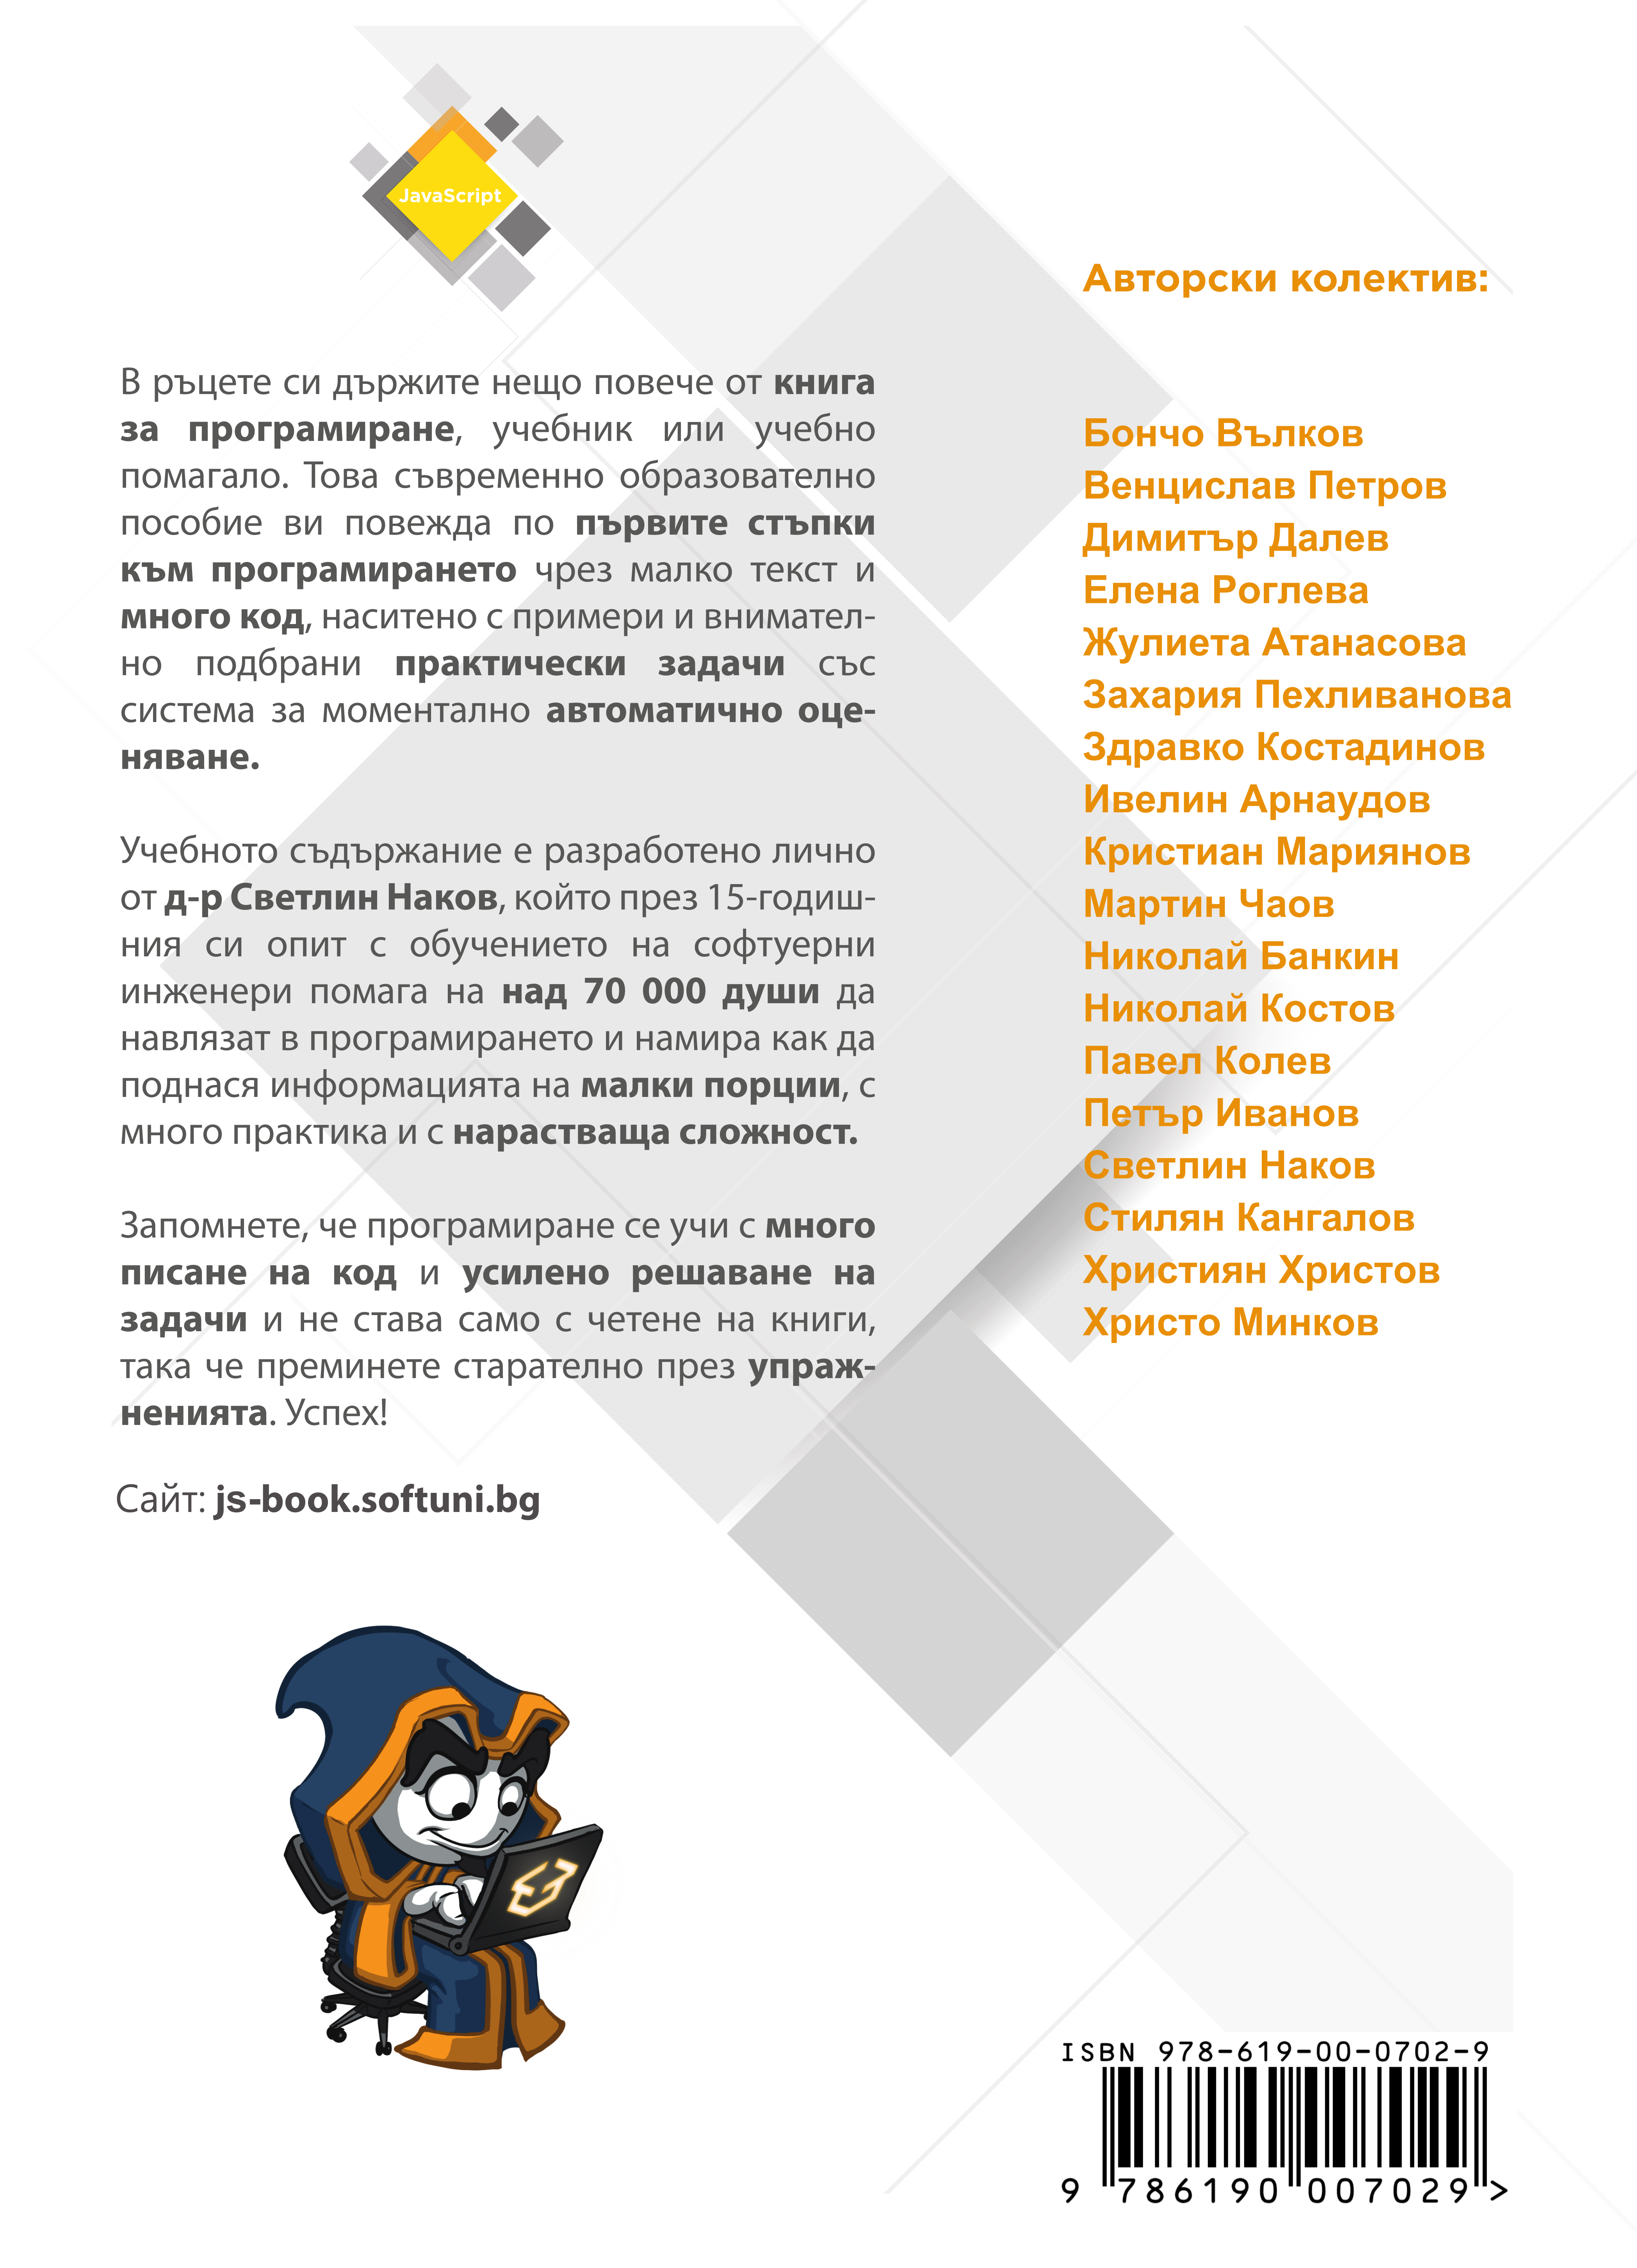 JavaScript
В ръцете си държите нещо повече от книга
за програмиране, учебник или учебно
помагало. Това съвременно образователно
пособие ви повежда по първите стъпки
към програмирането чрез малко текст и
много код, наситено с примери и внимател-
но подбрани практически задачи със
система за моментално автоматично оце-
няване.
Учебното съдържание е разработено лично
от д-р Светлин Наков, който през 15-годиш-
ния си опит с обучението на софтуерни
инженери помага на над 70 000 души да
навлязат в програмирането и намира как да
поднася информацията на малки порции, с
много практика и с нарастваща сложност.
Запомнете, че програмиране се учи с много
писане на код и усилено решаване на
задачи и не става само с четене на книги,
така че преминете старателно през упраж-
ненията. Успех!
Сайт: js-book.softuni.bg
Авторски колектив:
Бончо Вълков
Венцислав Петров
Димитър Далев
Елена Роглева
Жулиета Атанасова
Захария Пехливанова
Здравко Костадинов
Ивелин Арнаудов
Кристиан Мариянов
Мартин Чаов
Николай Банкин
Николай Костов
Павел Колев
Петър Иванов
Светлин Наков
Стилян Кангалов
Християн Христов
Христо Минков
ISBN 978-619-00-0702-9
9 786190 007029 >